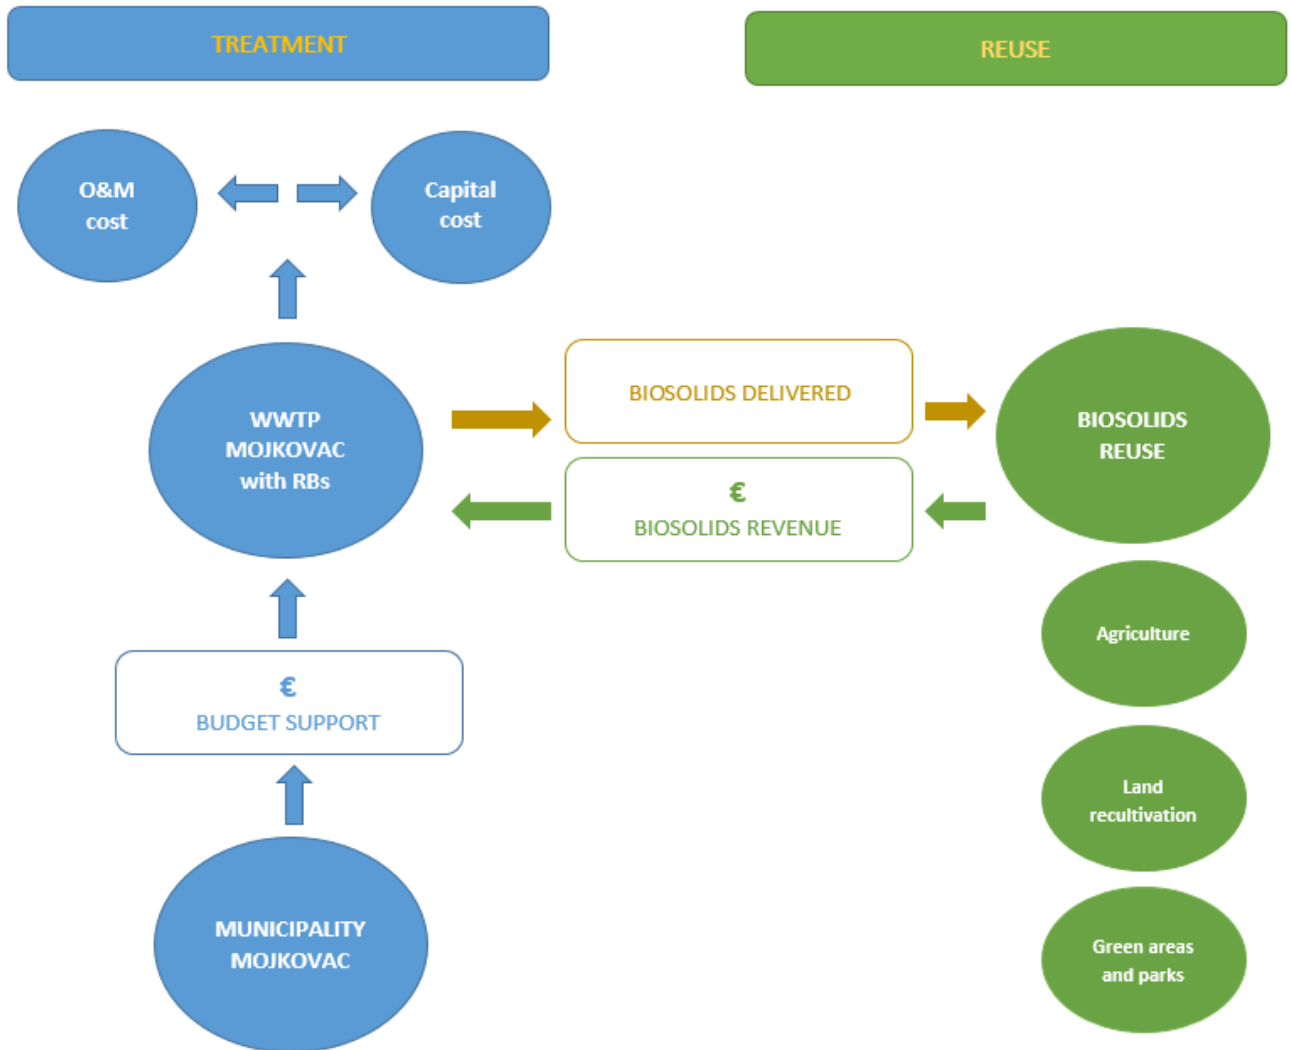 TREATMENT
REUSE
O&M
cost
Capital
cost
WWTP
MOJKOVAC
with RBs
BIOSOLIDS DELIVERED
€
BIOSOLIDS REVENUE
BIOSOLIDS
REUSE
€
BUDGET SUPPORT
MUNICIPALITY
MOJKOVAC
Agriculture
Land
recultivation
Green areas
and parks